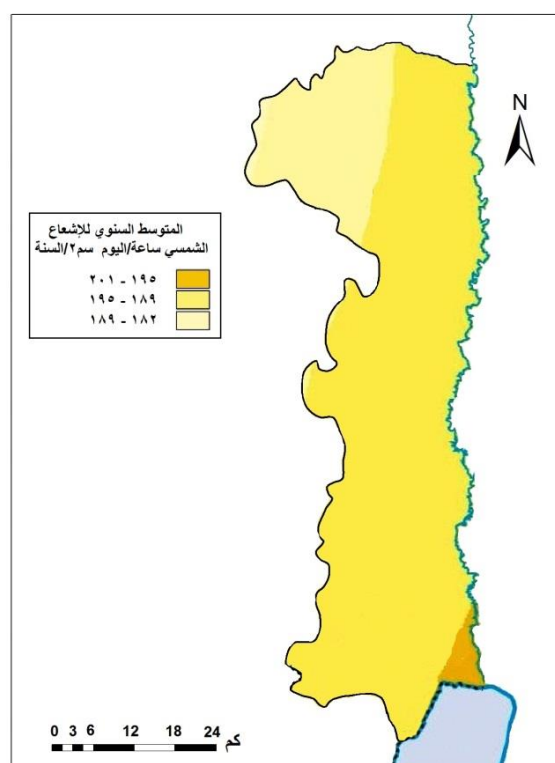 N
المتوسط السنوي للإشعاع
الشمسي ساعة/اليوم سم٢/السنة
١٩٥ - ٢٠١
١٨٩ - ١٩٥
١٨٢ - ١٨٩
0 3 6 12 18 24 كم